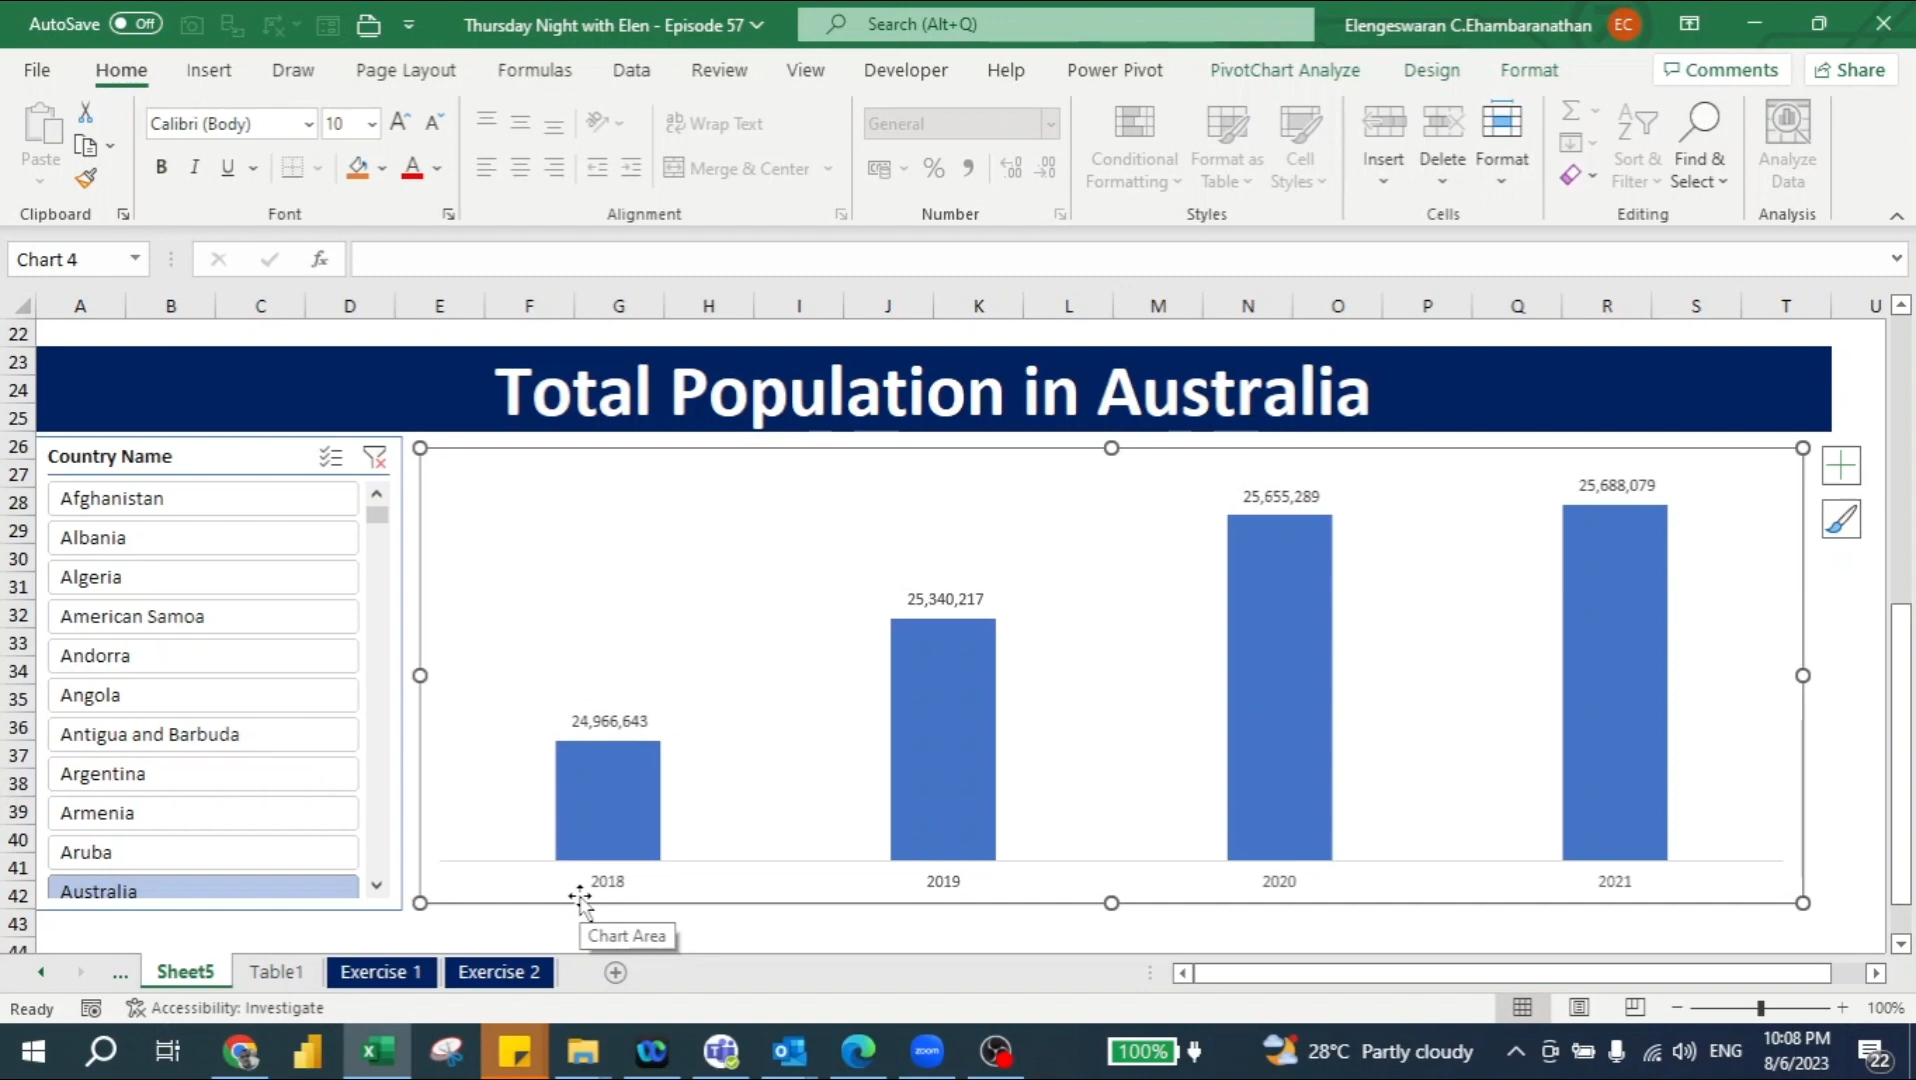 AutoSave Off Thursday Night with Elen - Episode 57 Search (Alt+Q) Elengeswaran C.Ehambaranathan EC
File Home Insert Draw Page Layout Formulas Data Review View Developer Help Power Pivot PivotChart Analyze Design Format Comments Share
Calibri (Body) 10 Wrap Text General
Paste B I U Merge & Center % Conditional Formatting Format as Table Cell Styles Insert Delete Format Sort & Filter Find & Select Analyze Data
Clipboard Font Alignment Number Styles Cells Editing Analysis
Chart 4 fx
A B C D E F G H I J K L M N O P Q R S T U
22
23
24
25
Total Population in Australia
26
27
28
29
30
31
32
33
34
35
36
37
38
39
40
41
42
43
44
Country Name
Afghanistan
Albania
Algeria
American Samoa
Andorra
Angola
Antigua and Barbuda
Argentina
Armenia
Aruba
Australia
24,966,643
25,340,217
25,655,289
25,688,079
2018 2019 2020 2021
Chart Area
... Sheet5 Table1 Exercise 1 Exercise 2
Ready Accessibility: Investigate 100%
zoom 100% 28°C Partly cloudy ENG 10:08 PM
8/6/2023 22